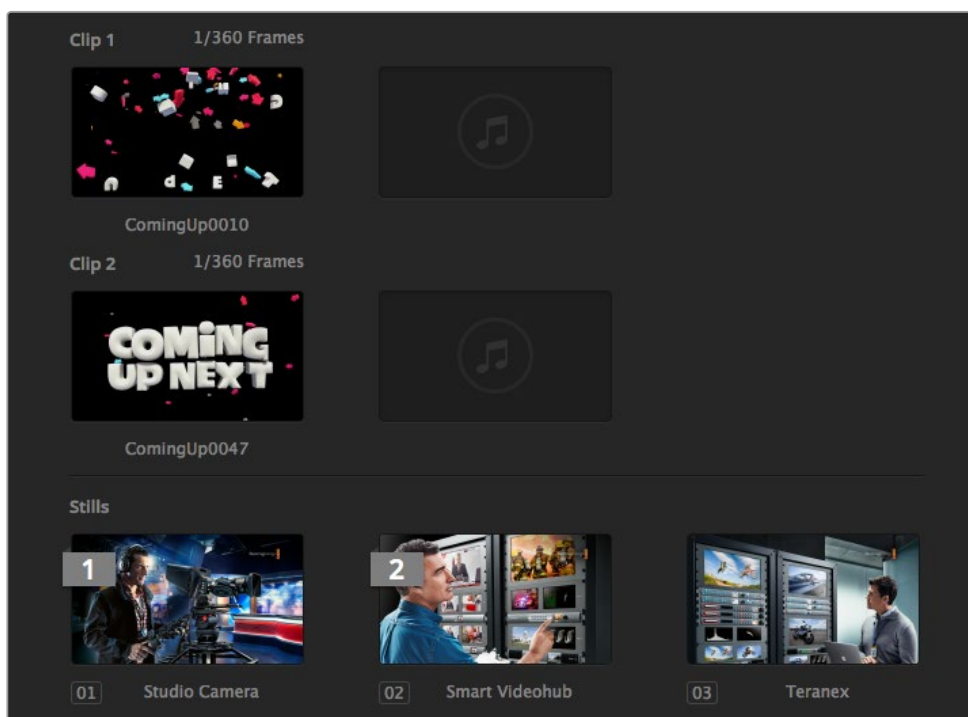 Clip 1 1/360 Frames
ComingUp0010
Clip 2 1/360 Frames
COMiNG
UP NEXT
ComingUp0047
Stills
1 2
01 Studio Camera 02 Smart Videohub 03 Teranex